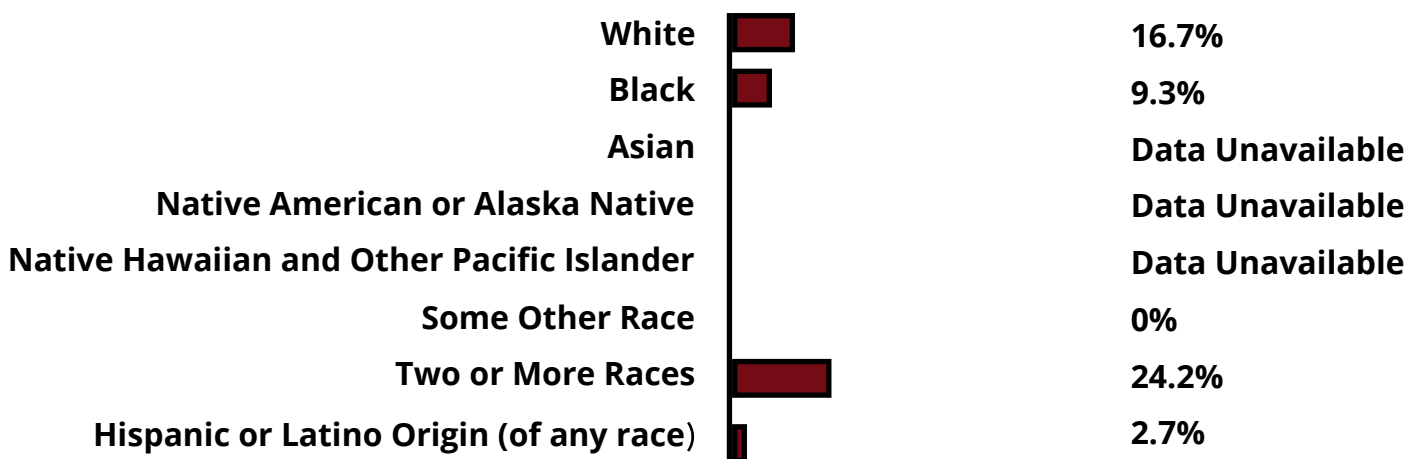 White 16.7%
Black 9.3%
Asian Data Unavailable
Native American or Alaska Native Data Unavailable
Native Hawaiian and Other Pacific Islander Data Unavailable
Some Other Race 0%
Two or More Races 24.2%
Hispanic or Latino Origin (of any race) 2.7%